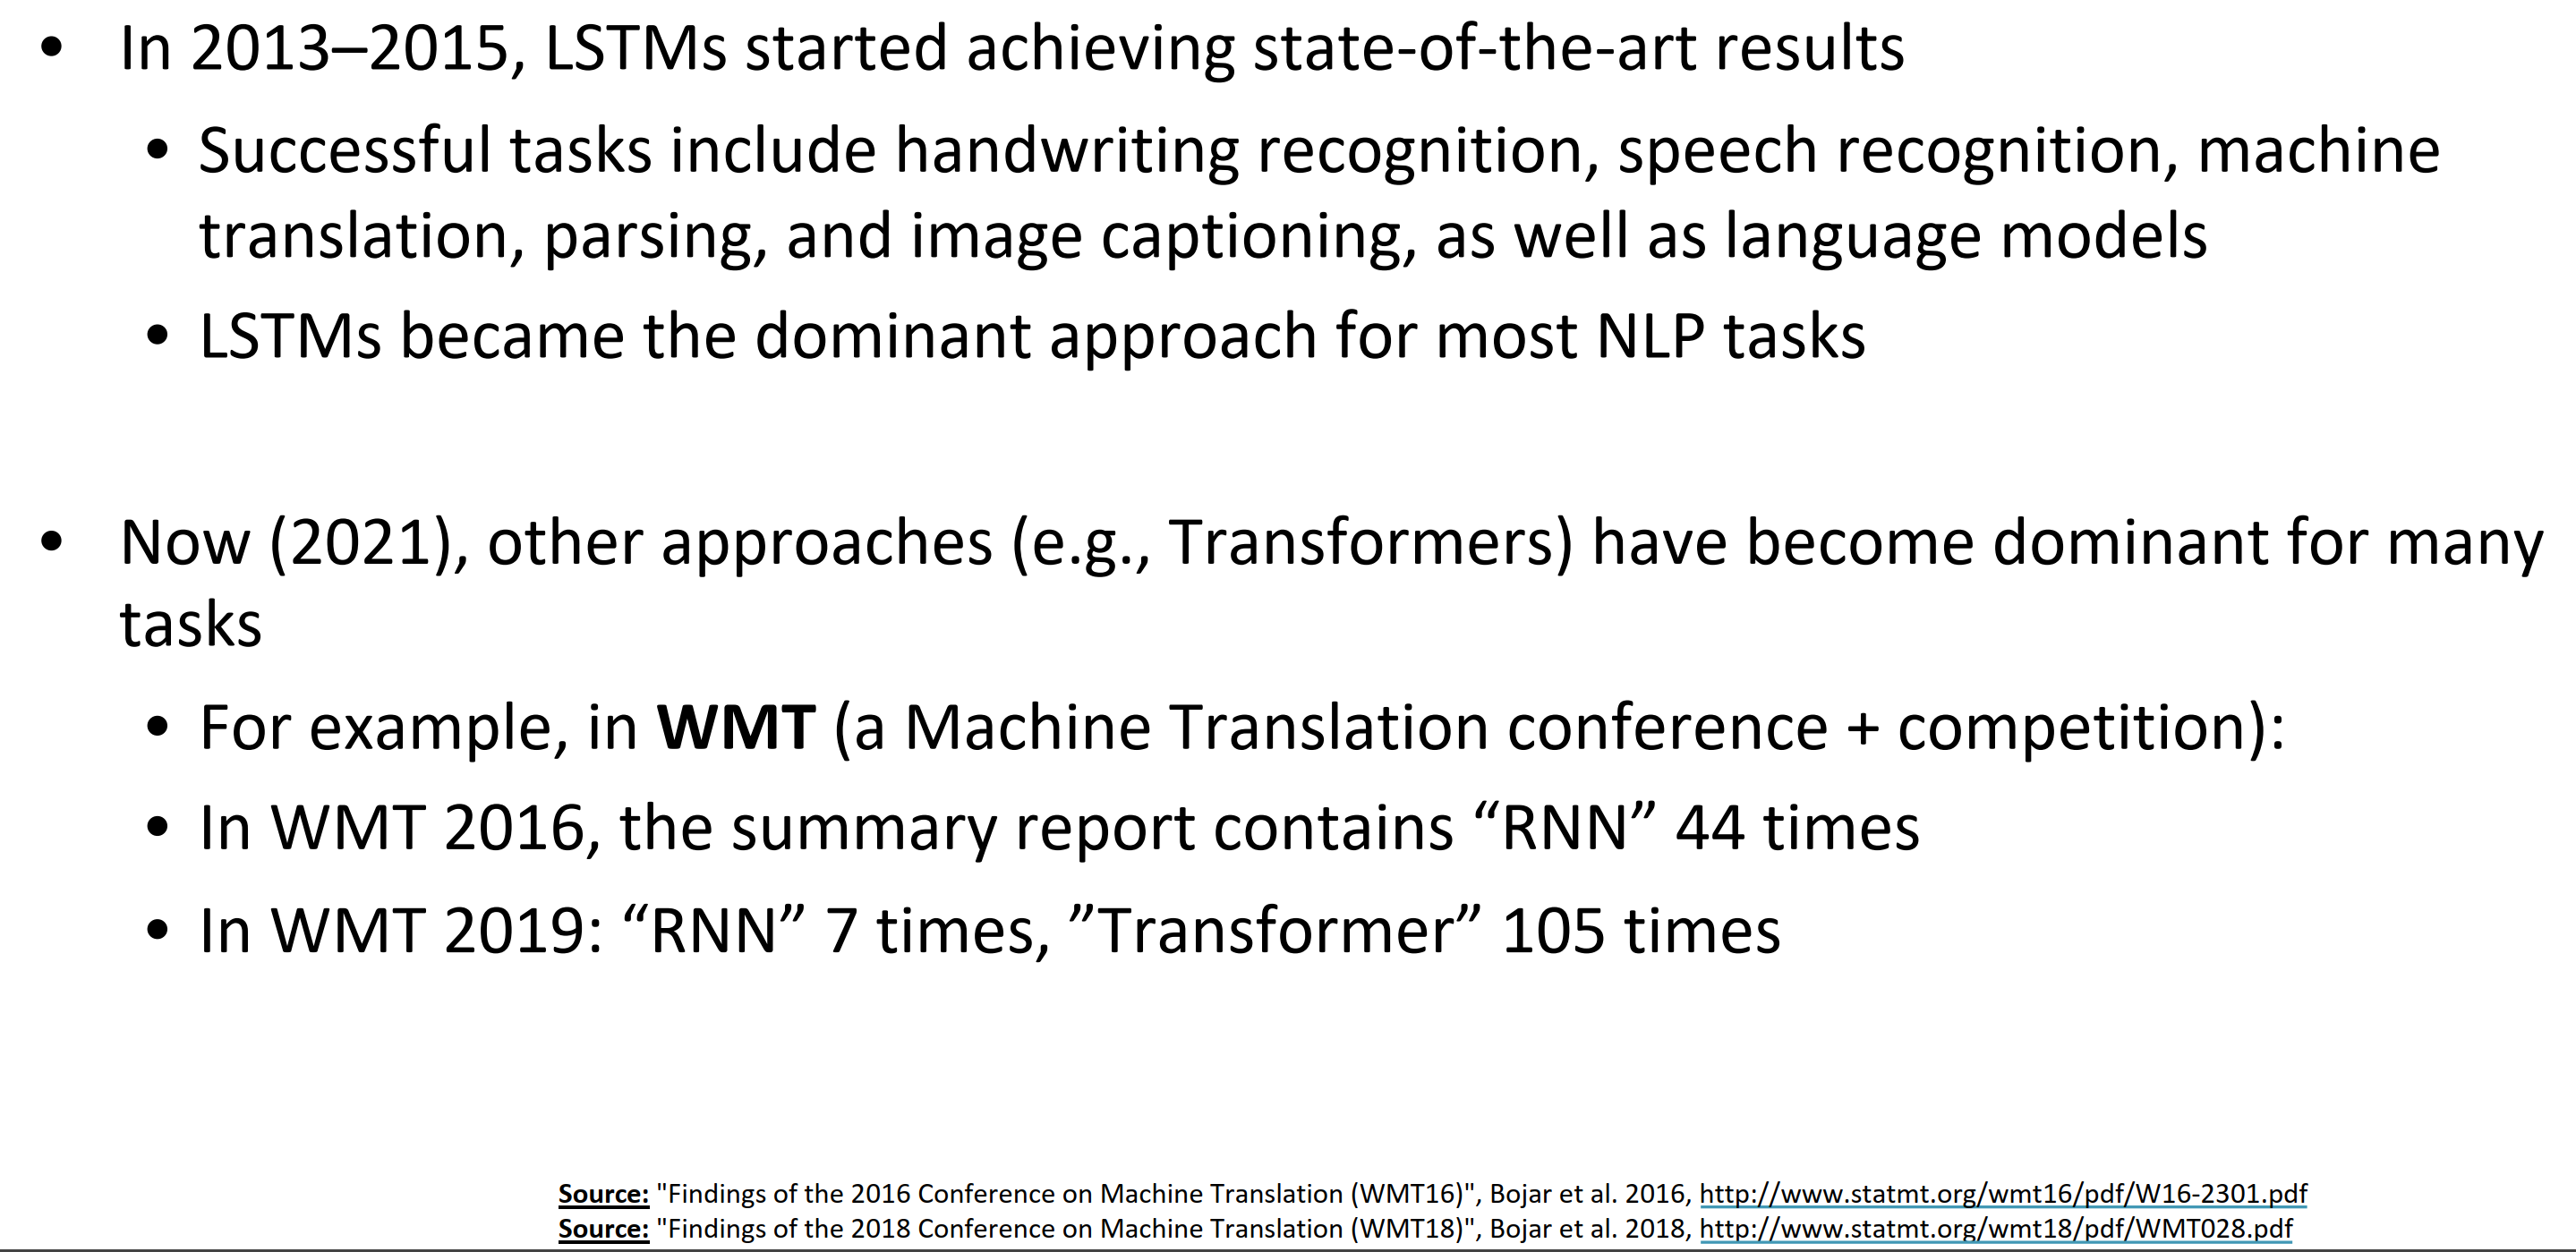 • In 2013–2015, LSTMs started achieving state-of-the-art results
• Successful tasks include handwriting recognition, speech recognition, machine
translation, parsing, and image captioning, as well as language models
• LSTMs became the dominant approach for most NLP tasks
• Now (2021), other approaches (e.g., Transformers) have become dominant for many
tasks
• For example, in WMT (a Machine Translation conference + competition):
• In WMT 2016, the summary report contains “RNN” 44 times
• In WMT 2019: “RNN” 7 times, ”Transformer” 105 times
Source: "Findings of the 2016 Conference on Machine Translation (WMT16)", Bojar et al. 2016, http://www.statmt.org/wmt16/pdf/W16-2301.pdf
Source: "Findings of the 2018 Conference on Machine Translation (WMT18)", Bojar et al. 2018, http://www.statmt.org/wmt18/pdf/WMT028.pdf